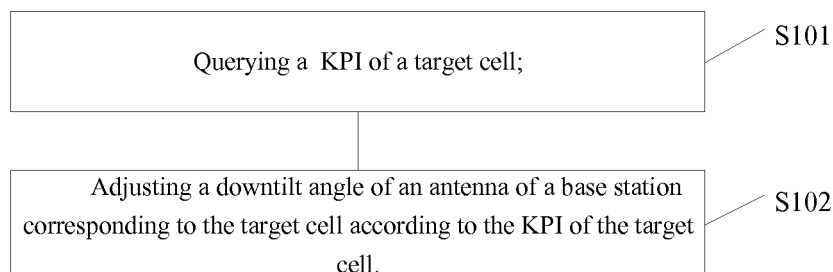 Querying a KPI of a target cell;
S101
Adjusting a downtilt angle of an antenna of a base station
corresponding to the target cell according to the KPI of the target
cell.
S102